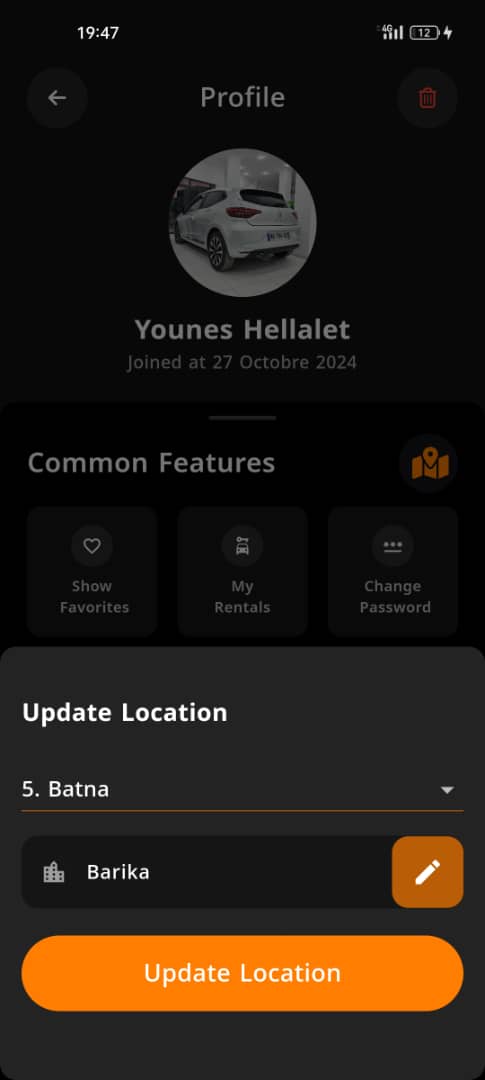 19:47
4G
12
Profile
Younes Hellalet
Joined at 27 Octobre 2024
Common Features
Show
Favorites
My
Rentals
Change
Password
Update Location
5. Batna
Barika
Update Location